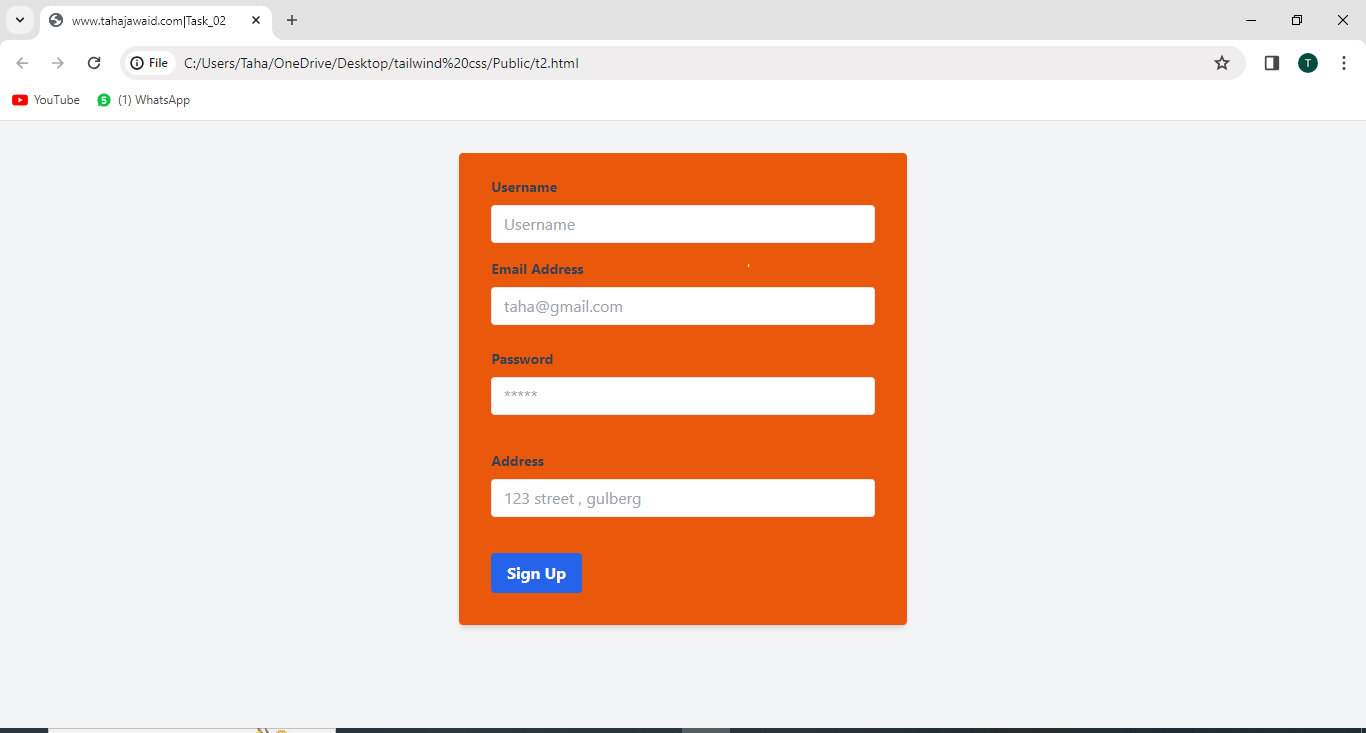 www.tahajawaid.com|Task_02
File C:/Users/Taha/OneDrive/Desktop/tailwind%20css/Public/t2.html T
YouTube 5 (1) WhatsApp
Username
Username
Email Address
taha@gmail.com
Password
*****
Address
123 street , gulberg
Sign Up